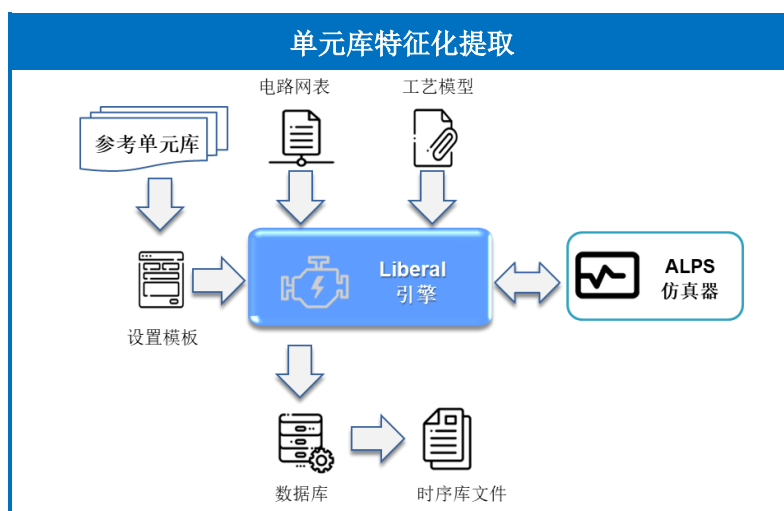 单元库特征化提取
电路网表
工艺模型
参考单元库
Liberal
引擎
ALPS
仿真器
设置模板
数据库
时序库文件